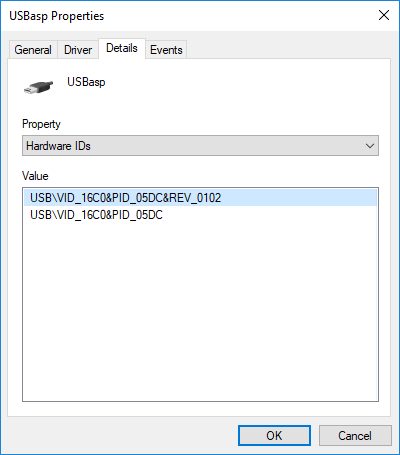 USBasp Properties
General Driver Details Events
USBasp
Property
Hardware IDs
Value
USB\VID_16C0&PID_05DC&REV_0102
USB\VID_16C0&PID_05DC
OK Cancel